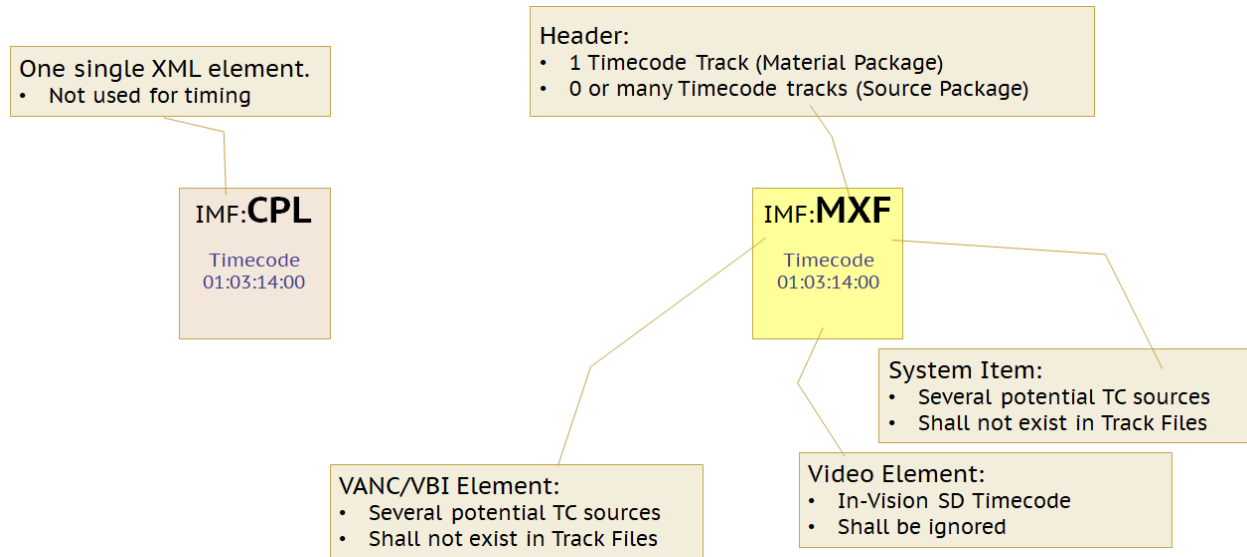 One single XML element.
• Not used for timing
Header:
• 1 Timecode Track (Material Package)
• 0 or many Timecode tracks (Source Package)
IMF:CPL
Timecode
01:03:14:00
IMF:MXF
Timecode
01:03:14:00
System Item:
• Several potential TC sources
• Shall not exist in Track Files
Video Element:
• In-Vision SD Timecode
• Shall be ignored
VANC/VBI Element:
• Several potential TC sources
• Shall not exist in Track Files